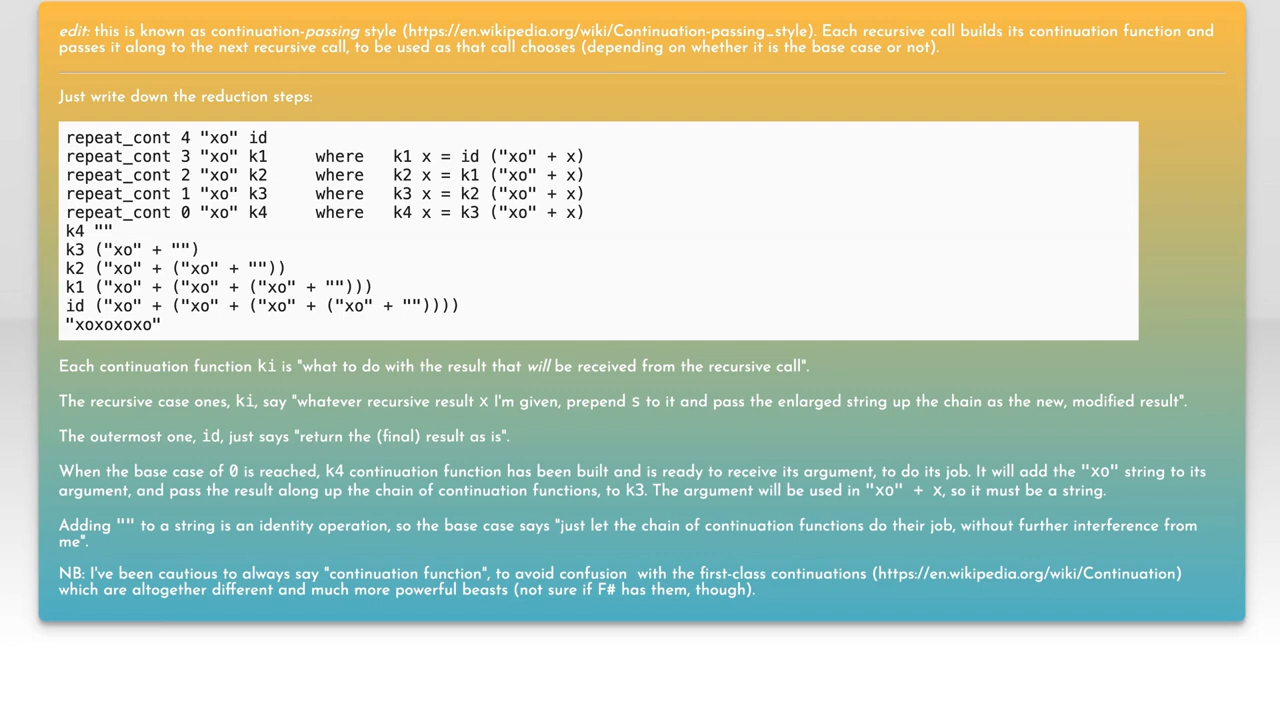 edit: this is known as continuation-passing style (https://en.wikipedia.org/wiki/Continuation-passing_style). Each recursive call builds its continuation function and
passes it along to the next recursive call, to be used as that call chooses (depending on whether it is the base case or not).
Just write down the reduction steps:
repeat_cont 4 "xo" id
repeat_cont 3 "xo" k1     where   k1 x = id ("xo" + x)
repeat_cont 2 "xo" k2     where   k2 x = k1 ("xo" + x)
repeat_cont 1 "xo" k3     where   k3 x = k2 ("xo" + x)
repeat_cont 0 "xo" k4     where   k4 x = k3 ("xo" + x)
k4 ""
k3 ("xo" + "")
k2 ("xo" + ("xo" + ""))
k1 ("xo" + ("xo" + ("xo" + "")))
id ("xo" + ("xo" + ("xo" + ("xo" + ""))))
"xoxoxoxo"
Each continuation function ki is "what to do with the result that will be received from the recursive call".
The recursive case ones, ki, say "whatever recursive result x I'm given, prepend s to it and pass the enlarged string up the chain as the new, modified result".
The outermost one, id, just says "return the (final) result as is".
When the base case of 0 is reached, k4 continuation function has been built and is ready to receive its argument, to do its job. It will add the "xo" string to its
argument, and pass the result along up the chain of continuation functions, to k3. The argument will be used in "xo" + x, so it must be a string.
Adding "" to a string is an identity operation, so the base case says "just let the chain of continuation functions do their job, without further interference from
me".
NB: I've been cautious to always say "continuation function", to avoid confusion  with the first-class continuations (https://en.wikipedia.org/wiki/Continuation)
which are altogether different and much more powerful beasts (not sure if F# has them, though).